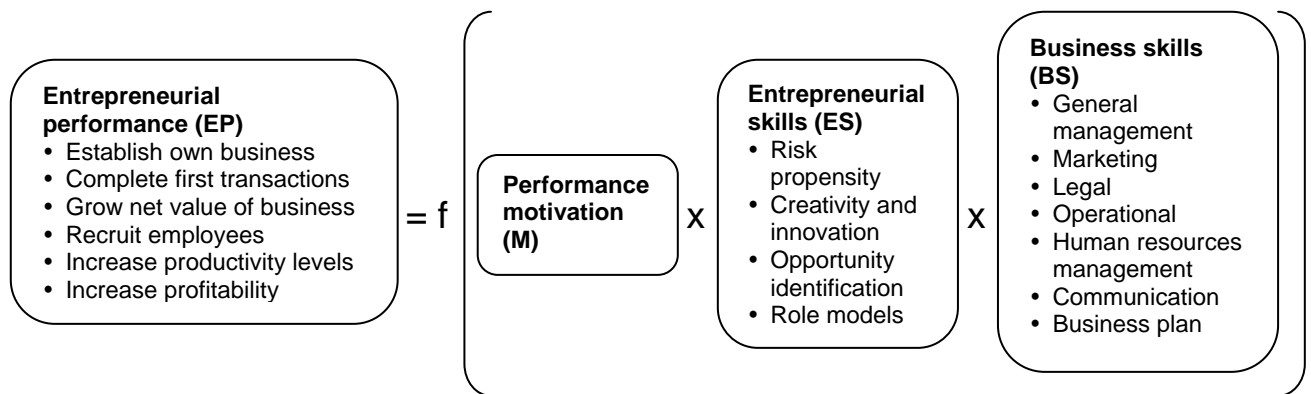 Entrepreneurial
performance (EP)
• Establish own business
• Complete first transactions
• Grow net value of business
• Recruit employees
• Increase productivity levels
• Increase profitability
= f
Performance
motivation
(M)
x
Entrepreneurial
skills (ES)
• Risk
propensity
• Creativity and
innovation
• Opportunity
identification
• Role models
x
Business skills
(BS)
• General
management
• Marketing
• Legal
• Operational
• Human resources
management
• Communication
• Business plan